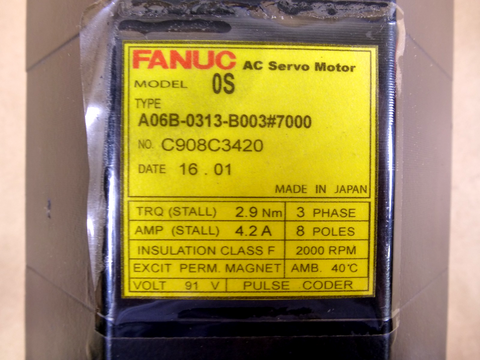 FANUC AC Servo Motor
MODEL 0S
TYPE
A06B-0313-B003#7000
NO. C908C3420
DATE 16.01
MADE IN JAPAN
TRQ (STALL) 2.9 Nm 3 PHASE
AMP (STALL) 4.2 A 8 POLES
INSULATION CLASS F 2000 RPM
EXCIT PERM. MAGNET AMB. 40℃
VOLT 91 V PULSE CODER